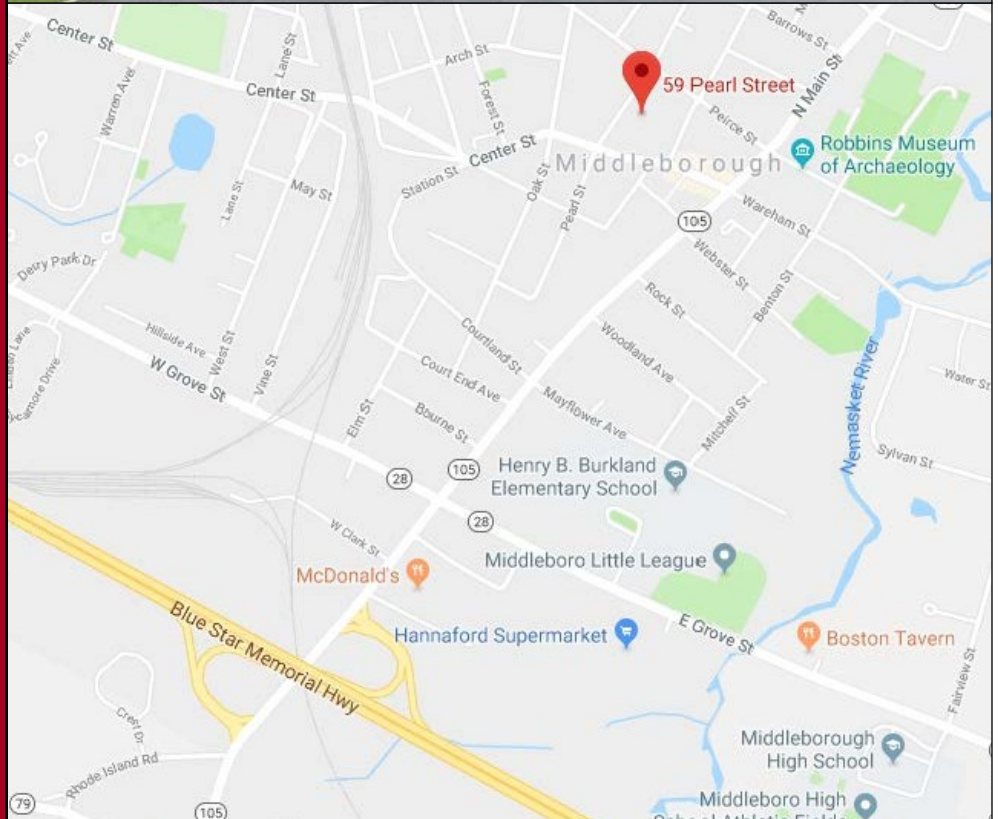 Center St
Barrows St
Lane St
Arch St
Center St
Warren Ave
Forest St
59 Pearl Street
N Main St
Peirce St
Robbins Museum
of Archaeology
Center St
Middleborough
Station St
Oak St
Pearl St
May St
Lane St
105
Wareham St
Webster St
Benton St
Rock St
Hillside Ave
West St
Vine St
W Grove St
Courtland St
Woodland Ave
Court End Ave
Mayflower Ave
Mitchell St
Nemasket River
Water St
Elm St
Bourne St
Sylvan St
105
28
Henry B. Burkland
Elementary School
28
W Clark St
Middleboro Little League
McDonald's
Blue Star Memorial Hwy
Hannaford Supermarket
E Grove St
Boston Tavern
Fairview St
Crest Dr
Rhode Island Rd
Middleborough
High School
79
105
Middleboro High